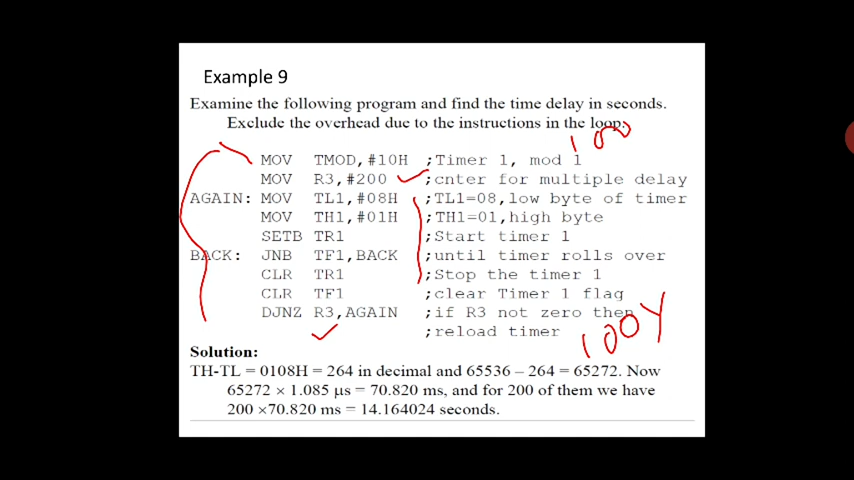 Example 9
Examine the following program and find the time delay in seconds.
Exclude the overhead due to the instructions in the loop.
100
MOV TMOD,#10H ;Timer 1, mod 1
MOV R3,#200 ;cnter for multiple delay
AGAIN: MOV TL1,#08H ;TL1=08,low byte of timer
MOV TH1,#01H ;TH1=01,high byte
SETB TR1 ;Start timer 1
BACK: JNB TF1,BACK ;until timer rolls over
CLR TR1 ;Stop the timer 1
CLR TF1 ;clear Timer 1 flag
DJNZ R3,AGAIN ;if R3 not zero then
;reload timer
100Y
Solution:
TH-TL = 0108H = 264 in decimal and 65536 – 264 = 65272. Now
65272 × 1.085 μs = 70.820 ms, and for 200 of them we have
200 ×70.820 ms = 14.164024 seconds.